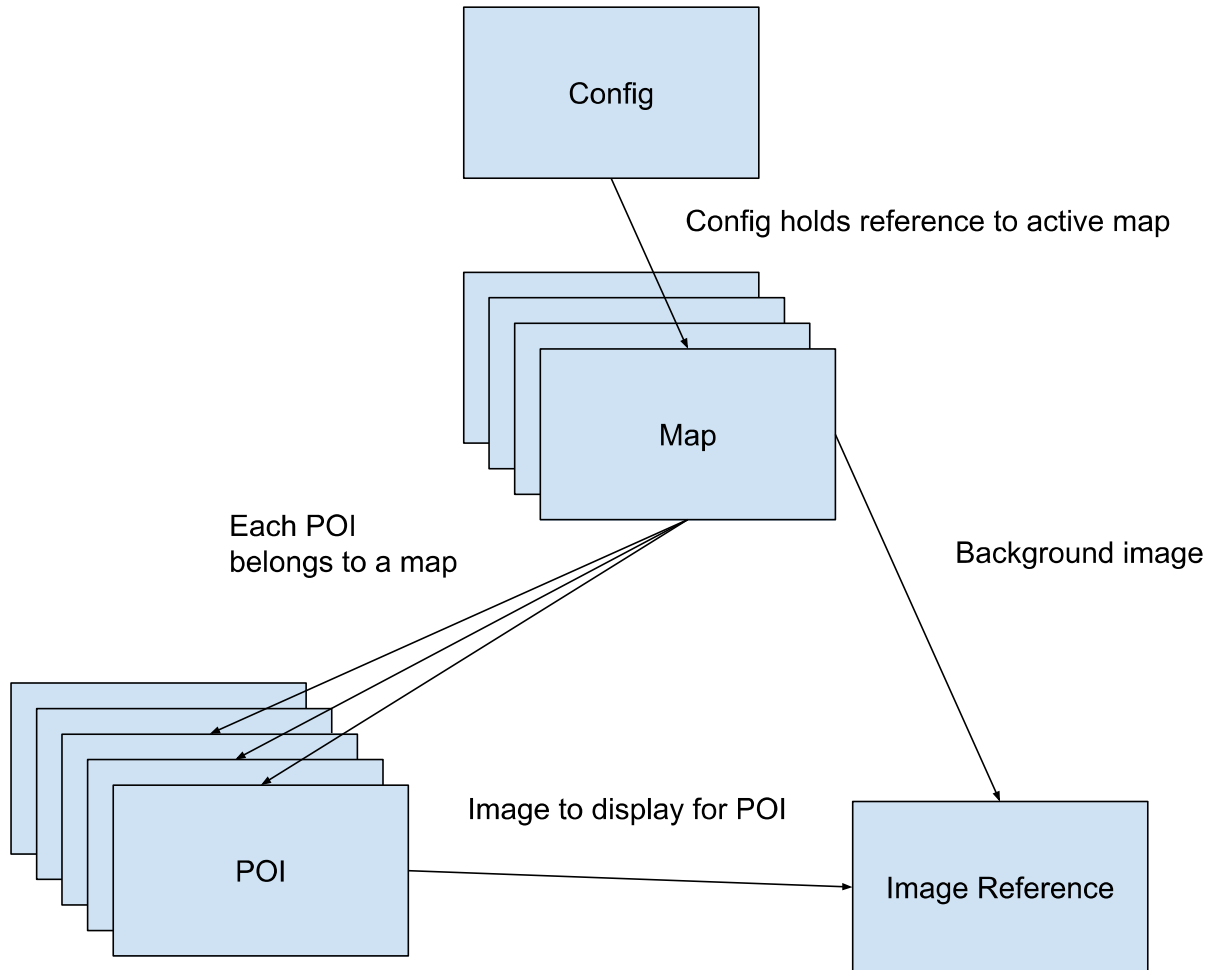 Config
Config holds reference to active map
Map
Each POI
belongs to a map
Background image
Image to display for POI
POI
Image Reference